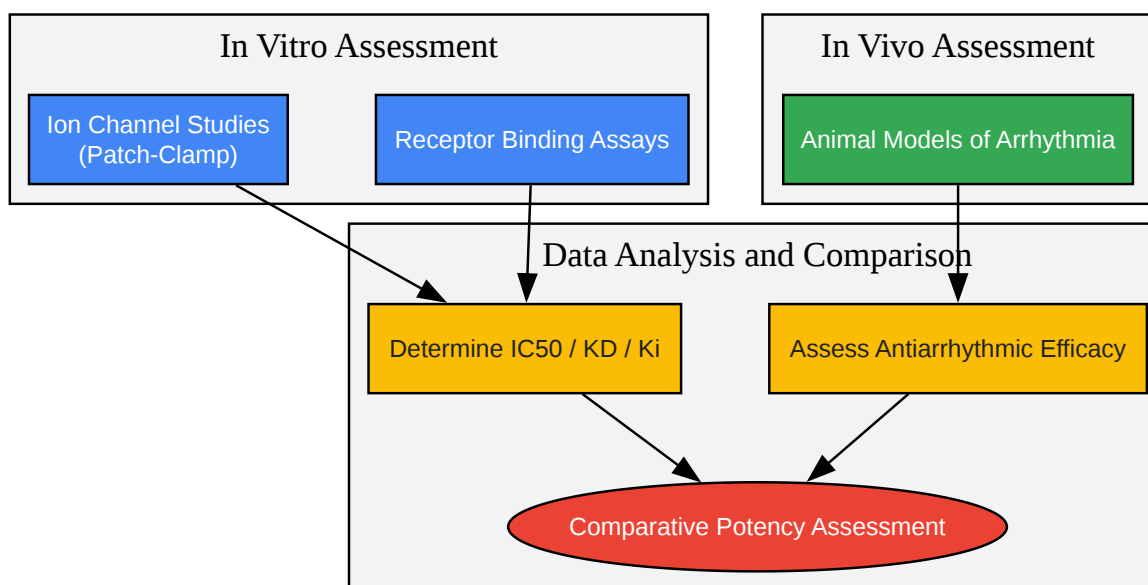 In Vitro Assessment
In Vivo Assessment
Ion Channel Studies
(Patch-Clamp)
Receptor Binding Assays
Animal Models of Arrhythmia
Data Analysis and Comparison
Determine IC50 / KD / Ki
Assess Antiarrhythmic Efficacy
Comparative Potency Assessment